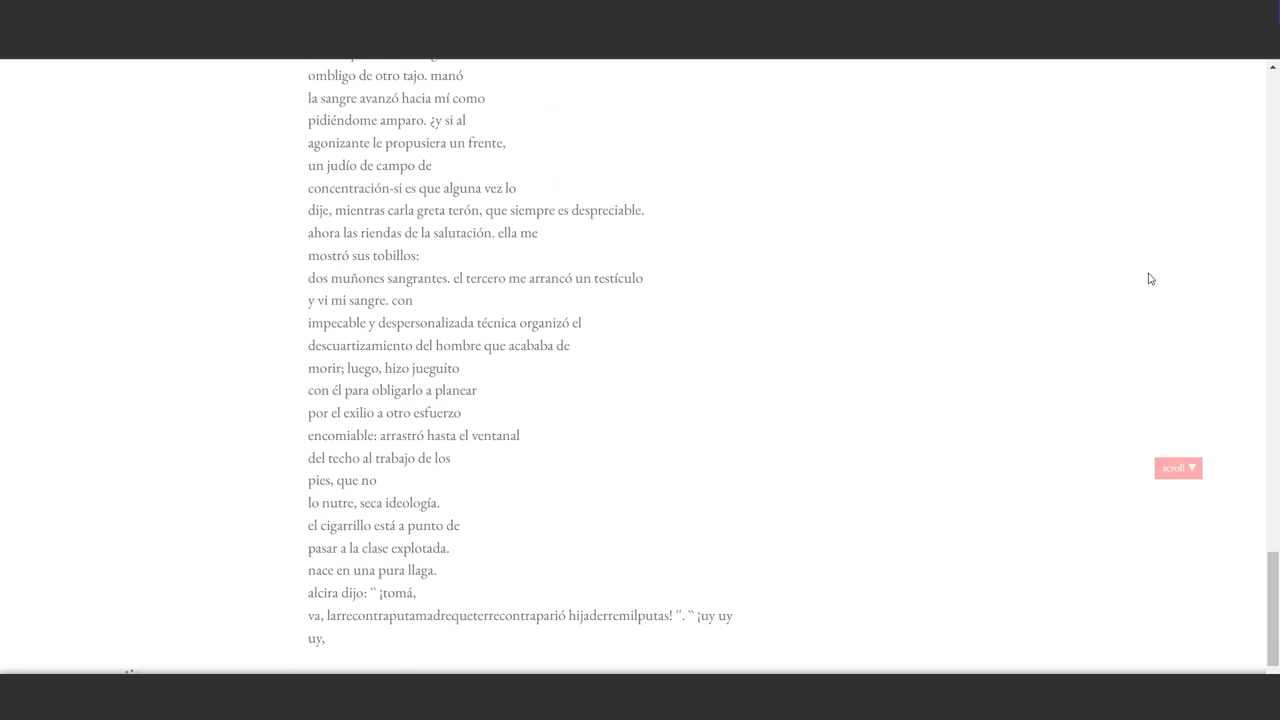 ombligo de otro tajo. manó
la sangre avanzó hacia mí como
pidiéndome amparo. ¿y si al
agonizante le propusiera un frente,
un judío de campo de
concentración-si es que alguna vez lo
dije, mientras carla greta terón, que siempre es despreciable.
ahora las riendas de la salutación. ella me
mostró sus tobillos:
dos muñones sangrantes. el tercero me arrancó un testículo
y vi mi sangre. con
impecable y despersonalizada técnica organizó el
descuartizamiento del hombre que acababa de
morir; luego, hizo jueguito
con él para obligarlo a planear
por el exilio a otro esfuerzo
encomiable: arrastró hasta el ventanal
del techo al trabajo de los
scroll ▼
pies, que no
lo nutre, seca ideología.
el cigarrillo está a punto de
pasar a la clase explotada.
nace en una pura llaga.
alcira dijo: `` ¡tomá,
va, larrecontraputamadrequeterrecontraparió hijaderremilputas! ''. `` ¡uy uy
uy,